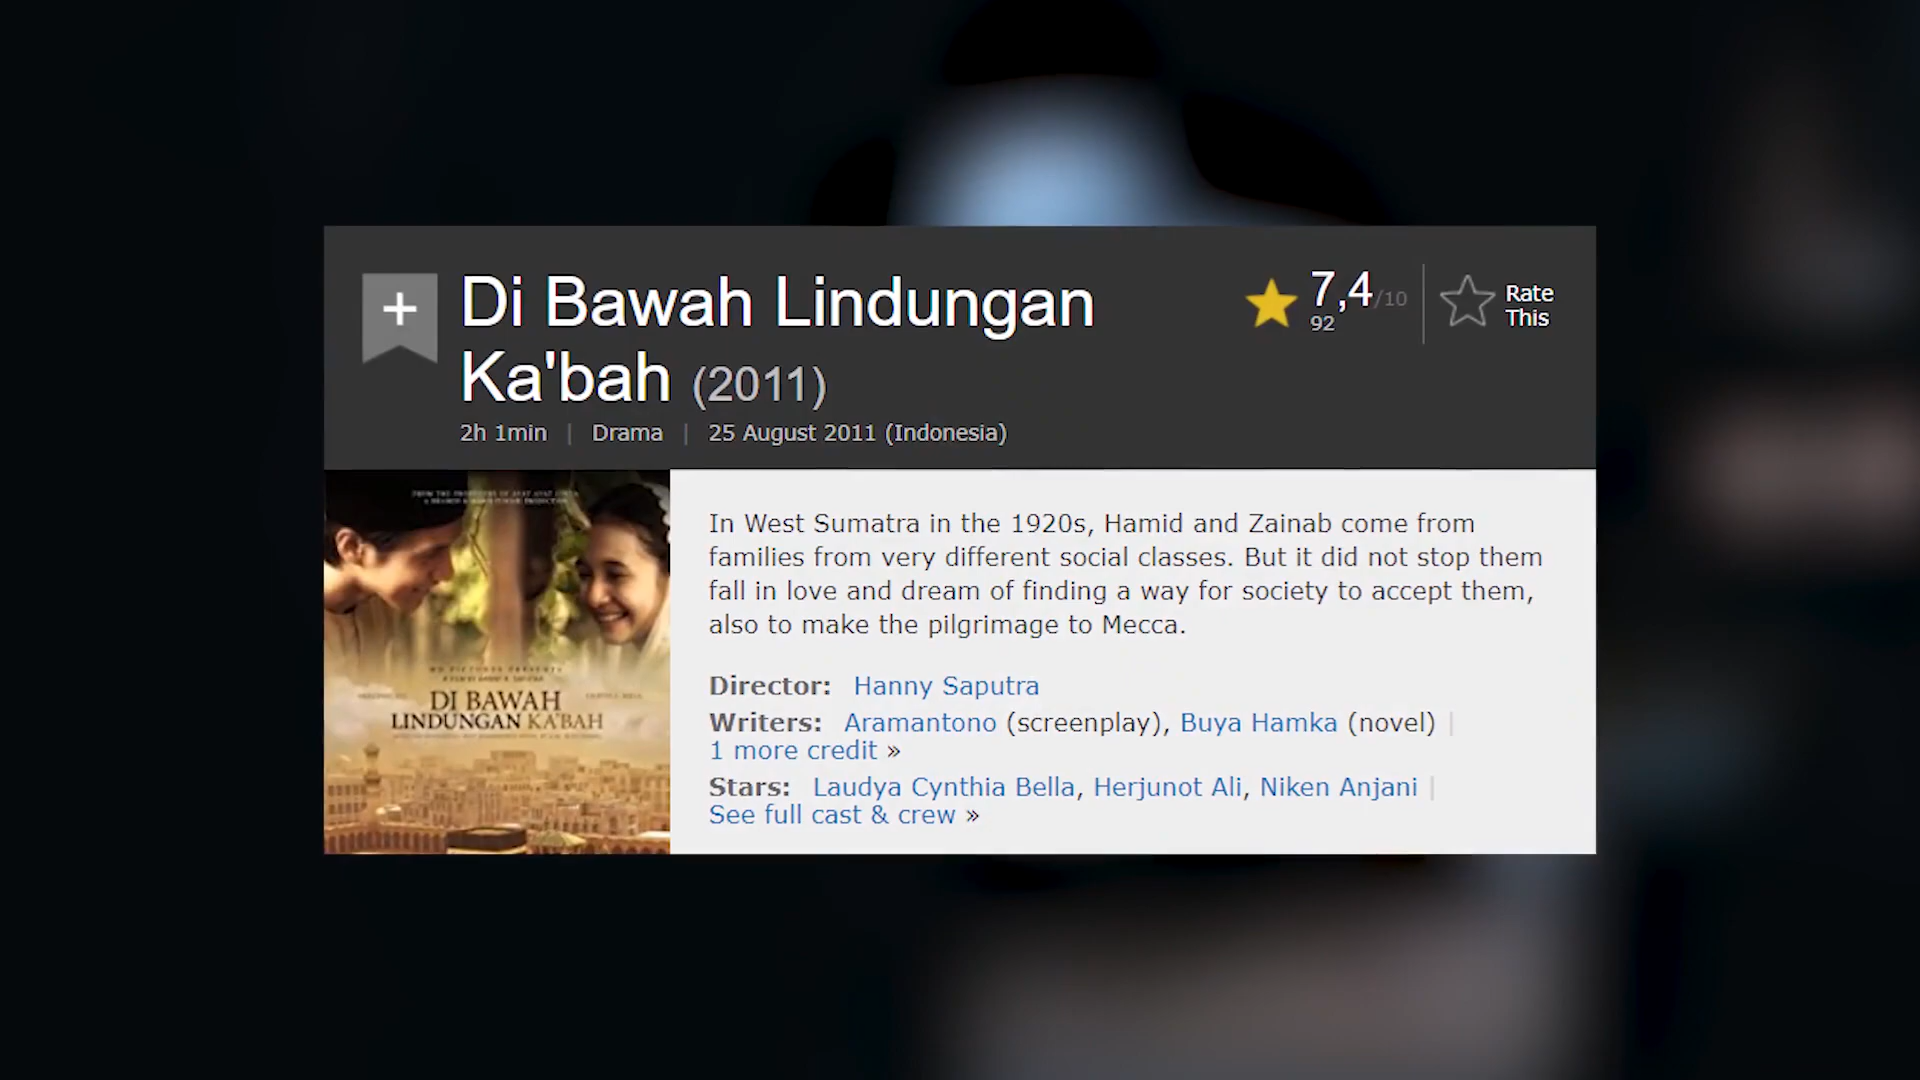 Di Bawah Lindungan
Ka'bah (2011)
2h 1min | Drama | 25 August 2011 (Indonesia)
7,4/10
92
Rate
This
DI BAWAH
LINDUNGAN KA'BAH
In West Sumatra in the 1920s, Hamid and Zainab come from
families from very different social classes. But it did not stop them
fall in love and dream of finding a way for society to accept them,
also to make the pilgrimage to Mecca.
Director: Hanny Saputra
Writers: Aramantono (screenplay), Buya Hamka (novel) |
1 more credit »
Stars: Laudya Cynthia Bella, Herjunot Ali, Niken Anjani |
See full cast & crew »